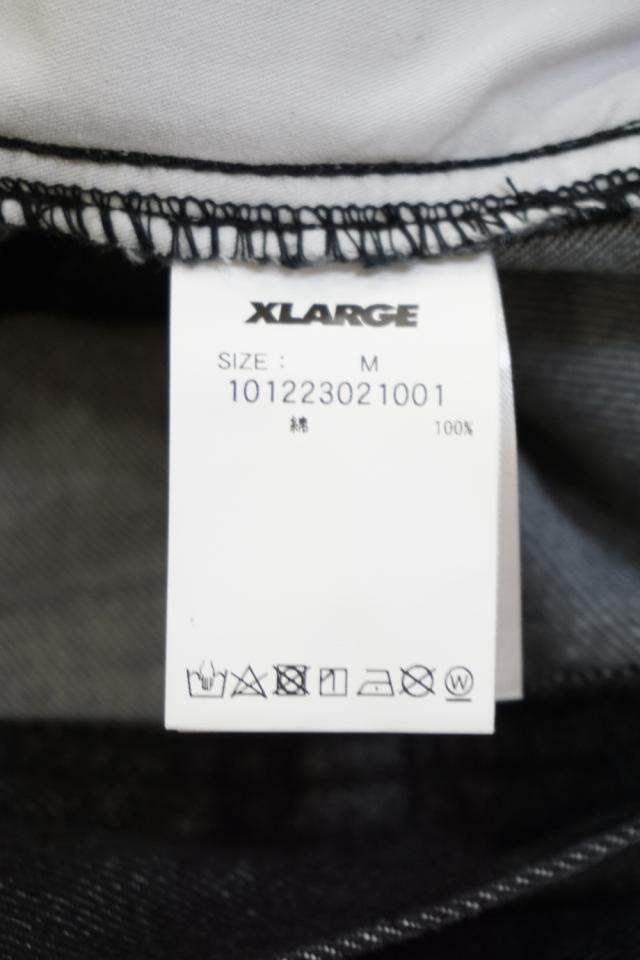 XLARGE
SIZE : M
101223021001
綿 100%
W